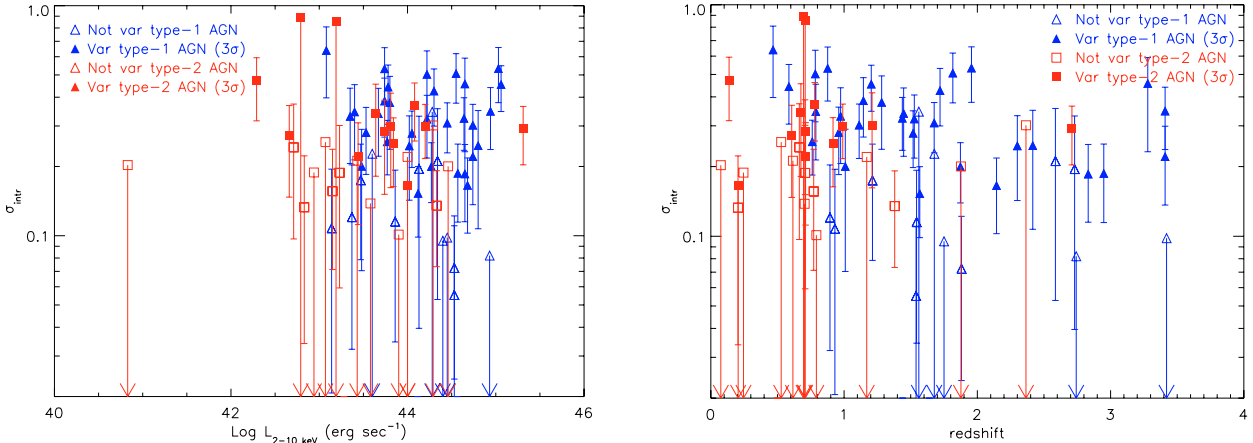 Not var type-1 AGN
Var type-1 AGN (3σ)
Not var type-2 AGN
Var type-2 AGN (3σ)
1.0
0.1
σintr
40 42 44 46
Log L2-10 keV (erg sec−1)
Not var type-1 AGN
Var type-1 AGN (3σ)
Not var type-2 AGN
Var type-2 AGN (3σ)
1.0
0.1
σintr
0 1 2 3 4
redshift